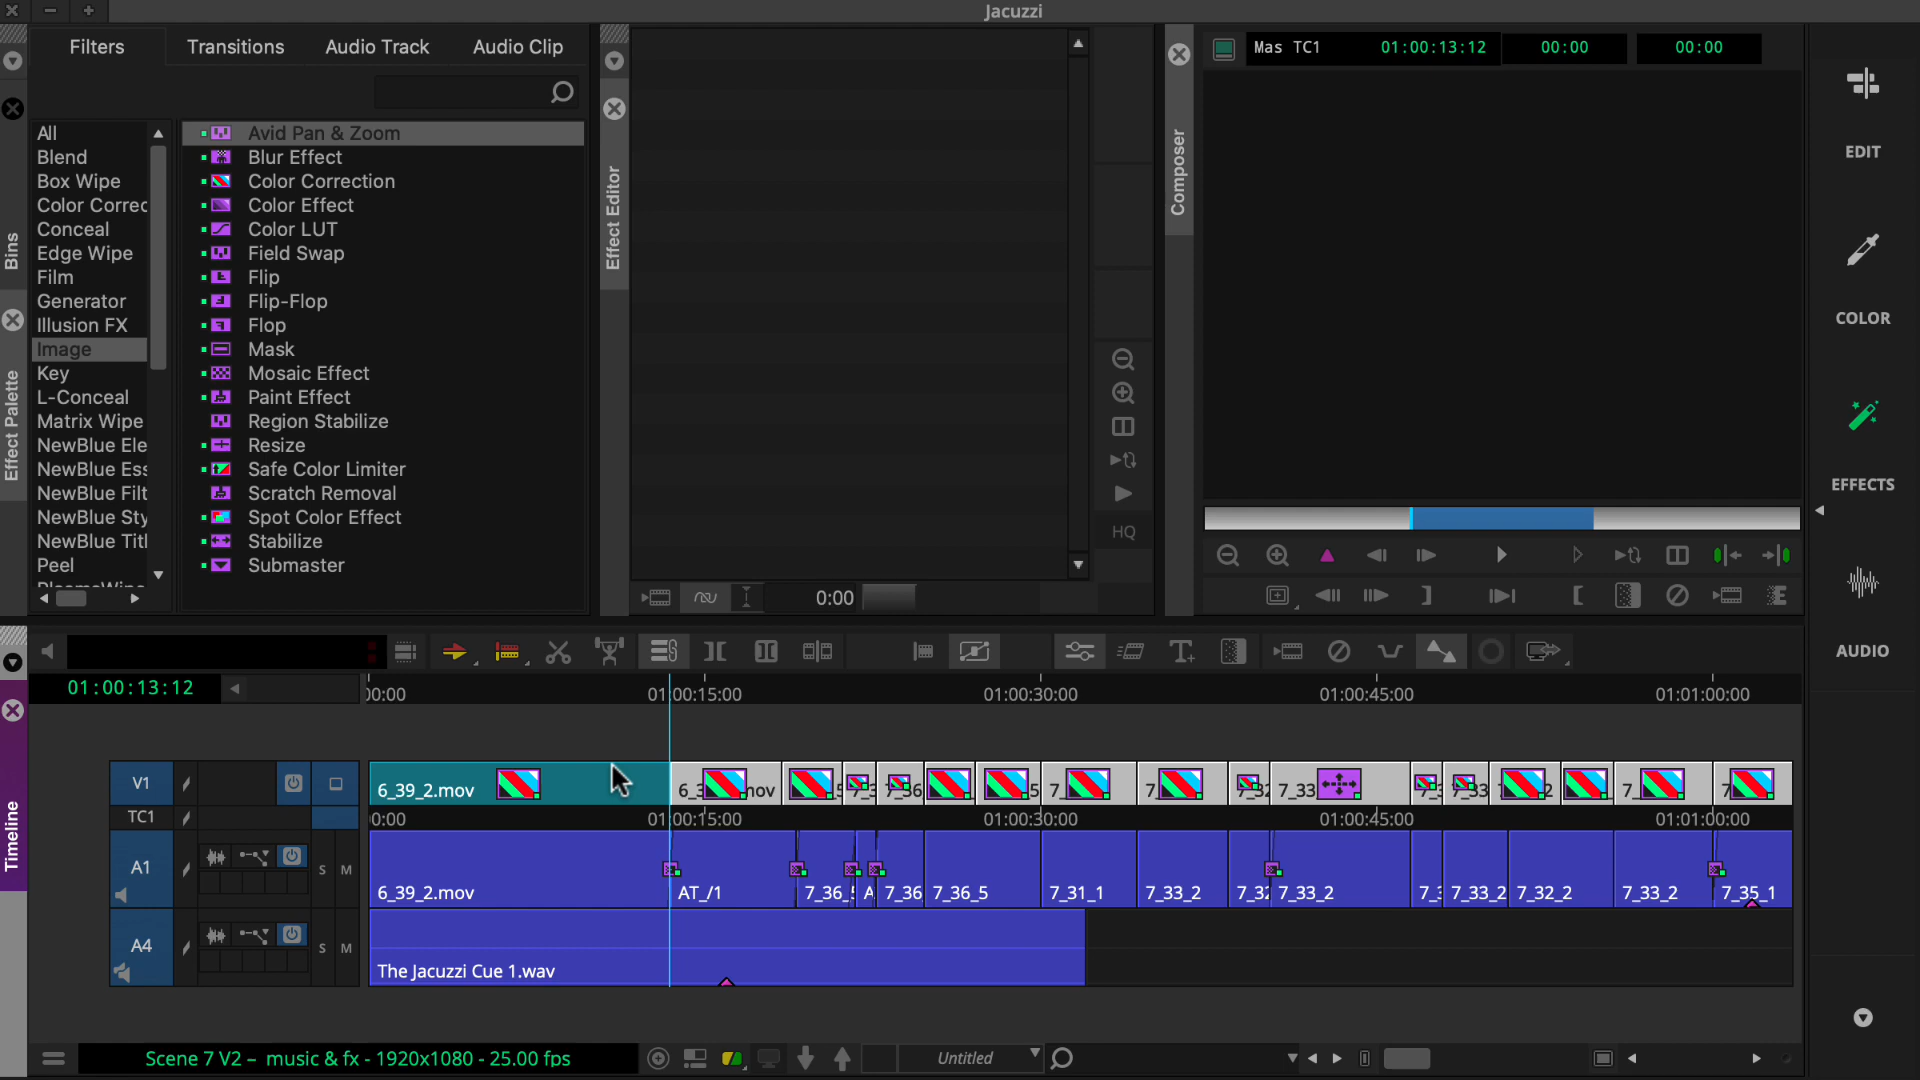 Jacuzzi
Filters Transitions Audio Track Audio Clip
Mas TC1 01:00:13:12 00:00 00:00
Bins
Effect Palette
Effect Editor
Composer
Timeline
All
Blend
Box Wipe
Color Correc
Conceal
Edge Wipe
Film
Generator
Illusion FX
Image
Key
L-Conceal
Matrix Wipe
NewBlue Ele
NewBlue Ess
NewBlue Filt
NewBlue Sty
NewBlue Titl
Peel
Avid Pan & Zoom
Blur Effect
Color Correction
Color Effect
Color LUT
Field Swap
Flip
Flip-Flop
Flop
Mask
Mosaic Effect
Paint Effect
Region Stabilize
Resize
Safe Color Limiter
Scratch Removal
Spot Color Effect
Stabilize
Submaster
HQ
0:00
EDIT
COLOR
EFFECTS
AUDIO
01:00:13:12
00:00 01:00:15:00 01:00:30:00 01:00:45:00 01:01:00:00
V1 6_39_2.mov
TC1 00:00 01:00:15:00 01:00:30:00 01:00:45:00 01:01:00:00
A1 S M 6_39_2.mov AT_/1 7_36_5 7_36 7_36_5 7_31_1 7_33_2 7_32 7_33_2 7_33_2 7_32_2 7_33_2 7_35_1
A4 S M The Jacuzzi Cue 1.wav
Scene 7 V2 – music & fx - 1920x1080 - 25.00 fps
Untitled